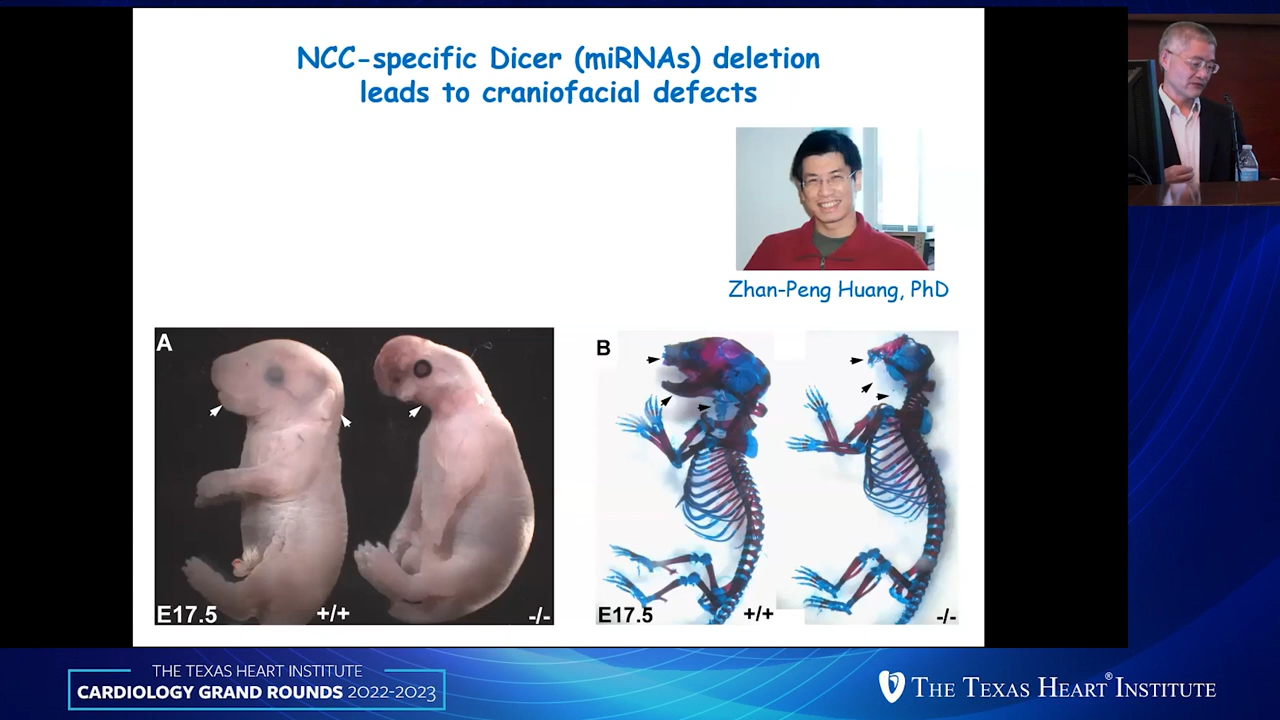 NCC-specific Dicer (miRNAs) deletion
leads to craniofacial defects
Zhan-Peng Huang, PhD
A
E17.5
+/+
-/-
B
E17.5
+/+
-/-
THE TEXAS HEART INSTITUTE
CARDIOLOGY GRAND ROUNDS 2022-2023
THE TEXAS HEART® INSTITUTE